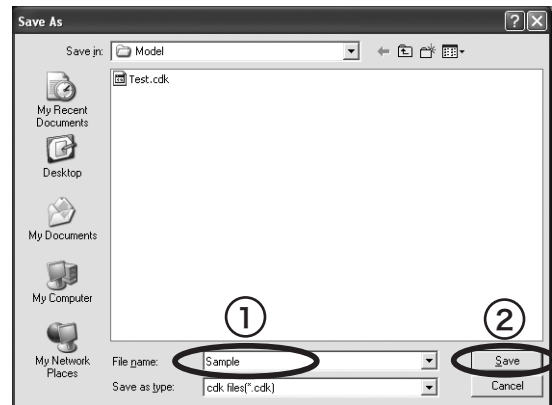 Save As
Save in: Model
Test.cdk
My Recent
Documents
Desktop
My Documents
My Computer
My Network
Places
①
②
File name: Sample Save
Save as type: cdk files(*.cdk) Cancel